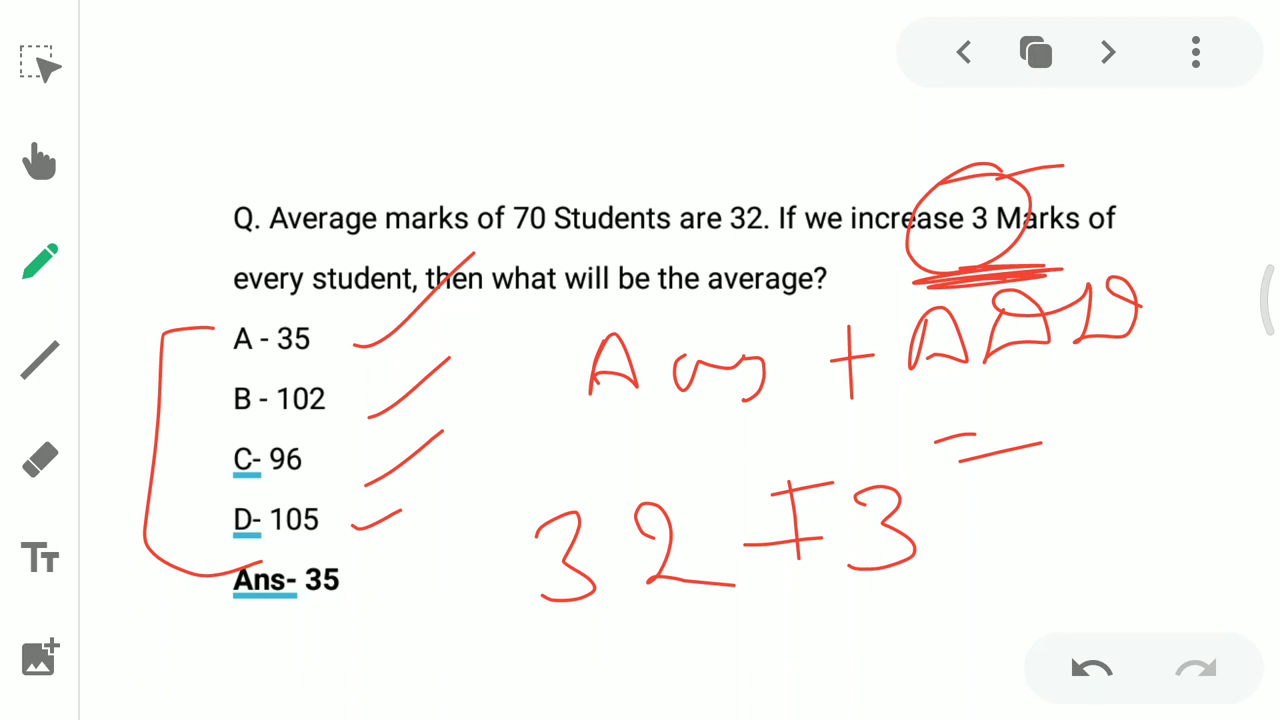 Q. Average marks of 70 Students are 32. If we increase 3 Marks of
every student, then what will be the average?
A - 35
B - 102
C- 96
D- 105
Ans- 35
+ ADD
=
32 + 3
Tт